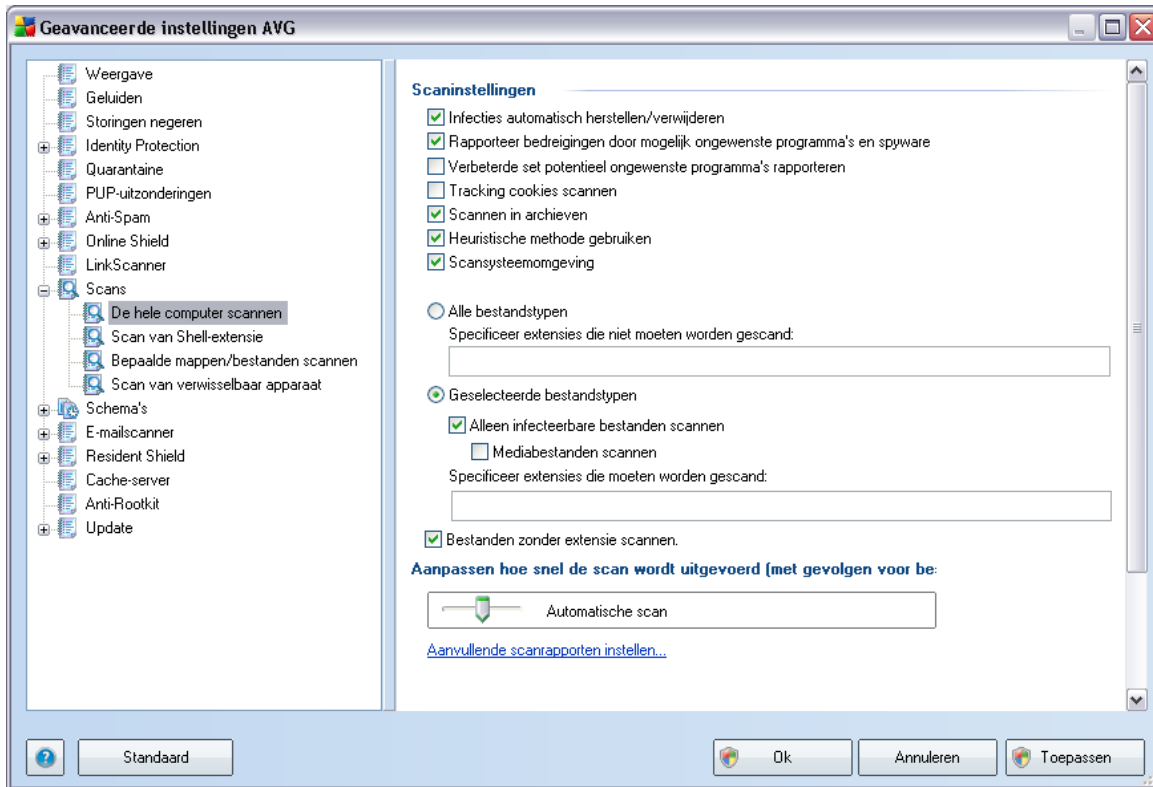 Geavanceerde instellingen AVG
Weergave
Geluiden
Storingen negeren
Identity Protection
Quarantaine
PUP-uitzonderingen
Anti-Spam
Online Shield
LinkScanner
Scans
De hele computer scannen
Scan van Shell-extensie
Bepaalde mappen/bestanden scannen
Scan van verwisselbaar apparaat
Schema's
E-mailscanner
Resident Shield
Cache-server
Anti-Rootkit
Update
Scaninstellingen
Infecties automatisch herstellen/verwijderen
Rapporteer bedreigingen door mogelijk ongewenste programma's en spyware
Verbeterde set potentieel ongewenste programma's rapporteren
Tracking cookies scannen
Scannen in archieven
Heuristische methode gebruiken
Scansysteemomgeving
Alle bestandstypen
Specificeer extensies die niet moeten worden gescand:
Geselecteerde bestandstypen
Alleen infecteerbare bestanden scannen
Mediabestanden scannen
Specificeer extensies die moeten worden gescand:
Bestanden zonder extensie scannen.
Aanpassen hoe snel de scan wordt uitgevoerd (met gevolgen voor be:
Automatische scan
Aanvullende scanrapporten instellen...
?
Standaard
Ok
Annuleren
Toepassen